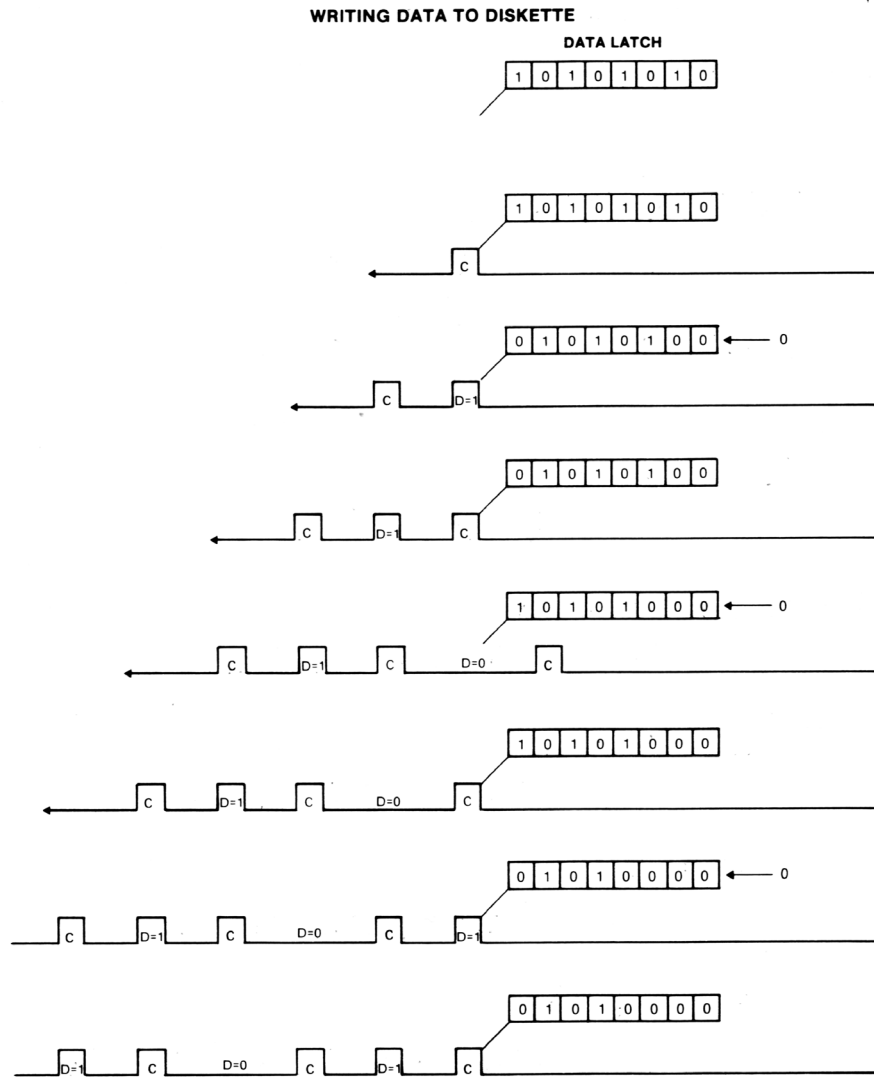 WRITING DATA TO DISKETTE
DATA LATCH
1 0 1 0 1 0 1 0
1 0 1 0 1 0 1 0
C
0 1 0 1 0 1 0 0 0
C D=1
0 1 0 1 0 1 0 0
C D=1 C
1 0 1 0 1 0 0 0 0
C D=1 C D=0 C
1 0 1 0 1 0 0 0
C D=1 C D=0 C
0 1 0 1 0 0 0 0 0
C D=1 C D=0 C D=1
0 1 0 1 0 0 0 0
D=1 C D=0 C D=1 C